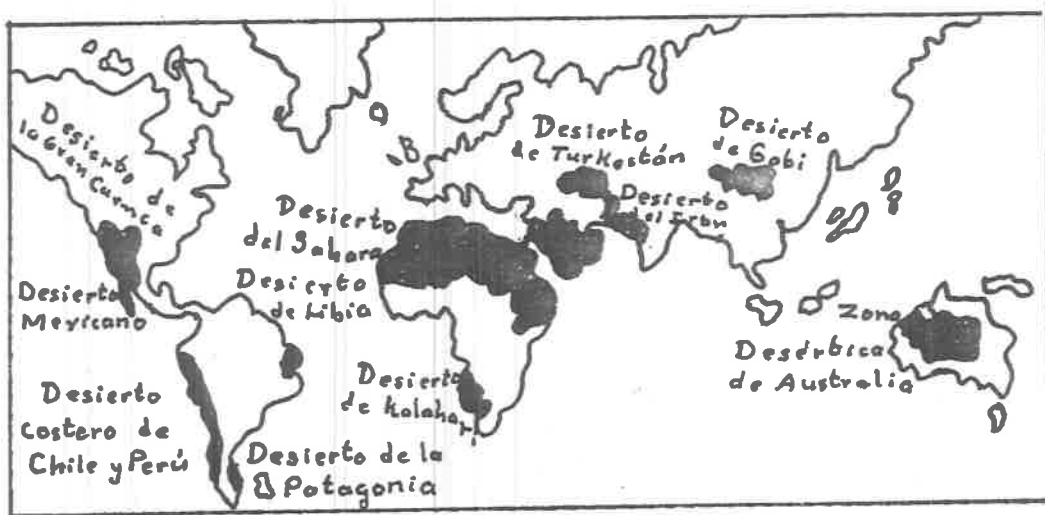 Desierto de
la Gran Cuenca
Desierto
Mexicano
Desierto
costero de
Chile y Perú
Desierto de la
Patagonia
Desierto
del Sahara
Desierto
de Libia
Desierto
de Kalahari
Desierto
de Turkestán
Desierto
del Iran
Desierto
de Gobi
Zona
Desértica
de Australia